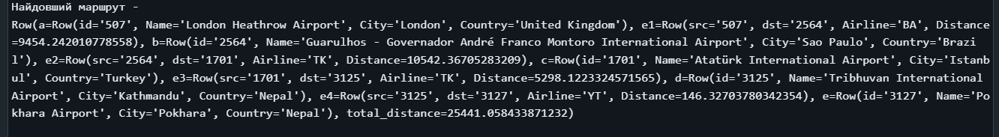 Найдовший маршрут -
Row(a=Row(id='507', Name='London Heathrow Airport', City='London', Country='United Kingdom'), e1=Row(src='507', dst='2564', Airline='BA', Distance
=9454.242010778558), b=Row(id='2564', Name='Guarulhos - Governador André Franco Montoro International Airport', City='Sao Paulo', Country='Brazi
l'), e2=Row(src='2564', dst='1701', Airline='TK', Distance=10542.36705283209), c=Row(id='1701', Name='Atatürk International Airport', City='Istanb
ul', Country='Turkey'), e3=Row(src='1701', dst='3125', Airline='TK', Distance=5298.1223324571565), d=Row(id='3125', Name='Tribhuvan International
Airport', City='Kathmandu', Country='Nepal'), e4=Row(src='3125', dst='3127', Airline='YT', Distance=146.32703780342354), e=Row(id='3127', Name='Po
khara Airport', City='Pokhara', Country='Nepal'), total_distance=25441.058433871232)